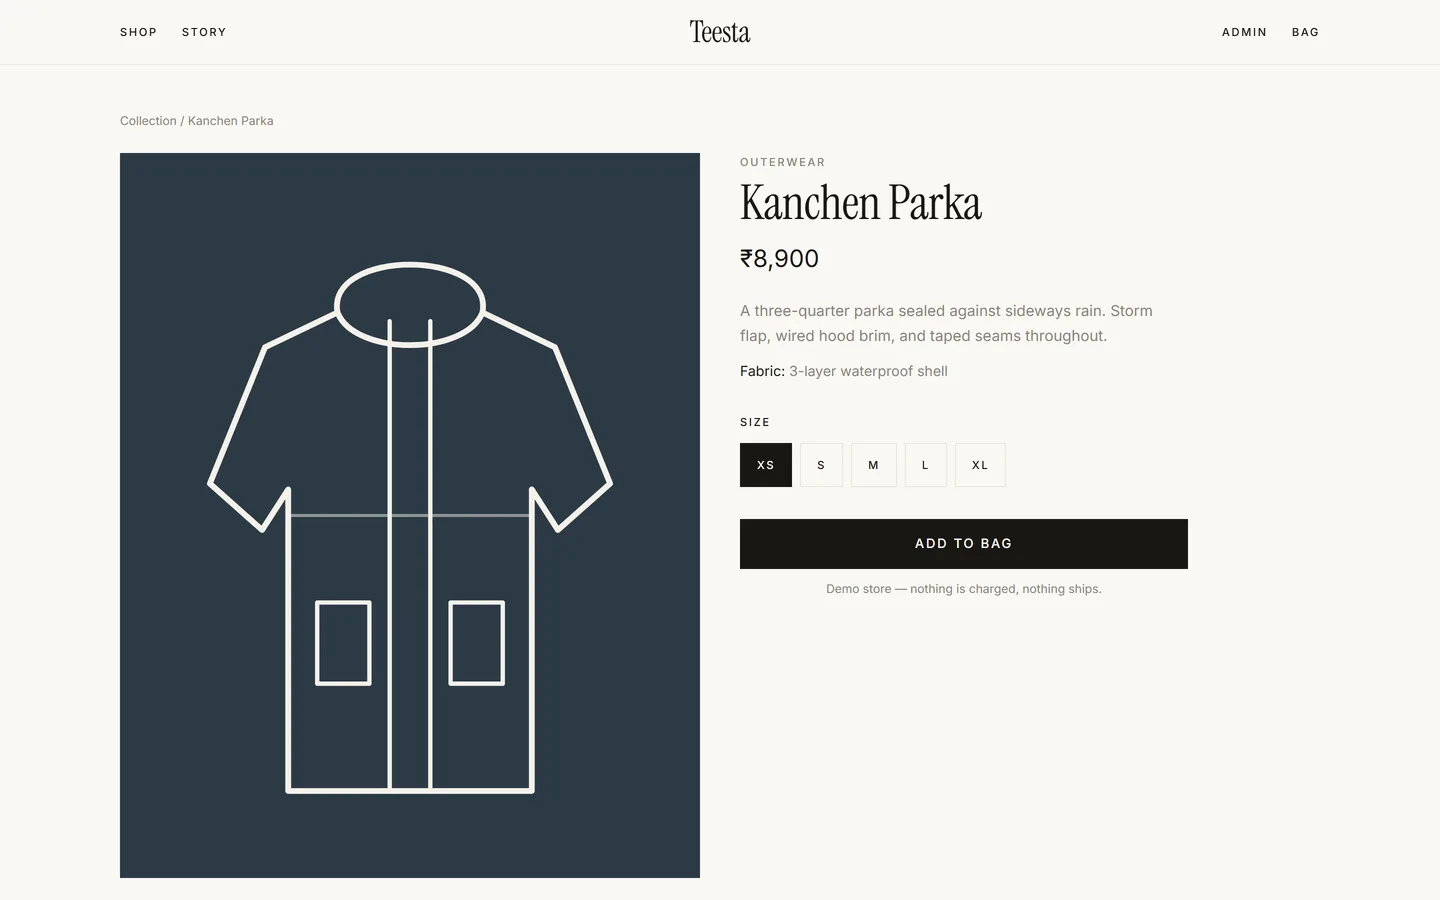 SHOP STORY Teesta ADMIN BAG
Collection / Kanchen Parka
OUTERWEAR
Kanchen Parka
₹8,900
A three-quarter parka sealed against sideways rain. Storm
flap, wired hood brim, and taped seams throughout.
Fabric: 3-layer waterproof shell
SIZE
XS S M L XL
ADD TO BAG
Demo store — nothing is charged, nothing ships.